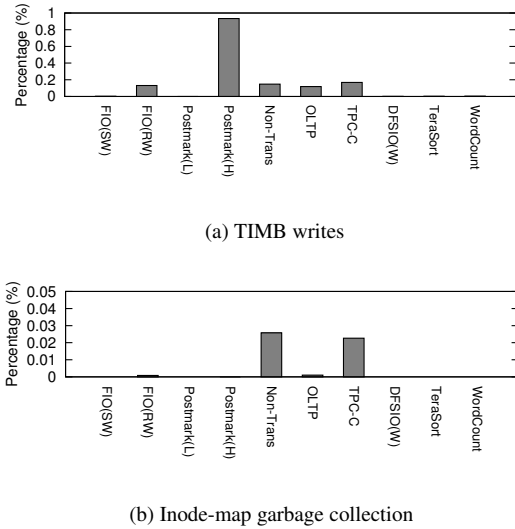 Percentage (%)
1
0.8
0.6
0.4
0.2
0
FIO(SW)
FIO(RW)
Postmark(L)
Postmark(H)
Non-Trans
OLTP
TPC-C
DFSIO(W)
TeraSort
WordCount
(a) TIMB writes
Percentage (%)
0.05
0.04
0.03
0.02
0.01
0
FIO(SW)
FIO(RW)
Postmark(L)
Postmark(H)
Non-Trans
OLTP
TPC-C
DFSIO(W)
TeraSort
WordCount
(b) Inode-map garbage collection